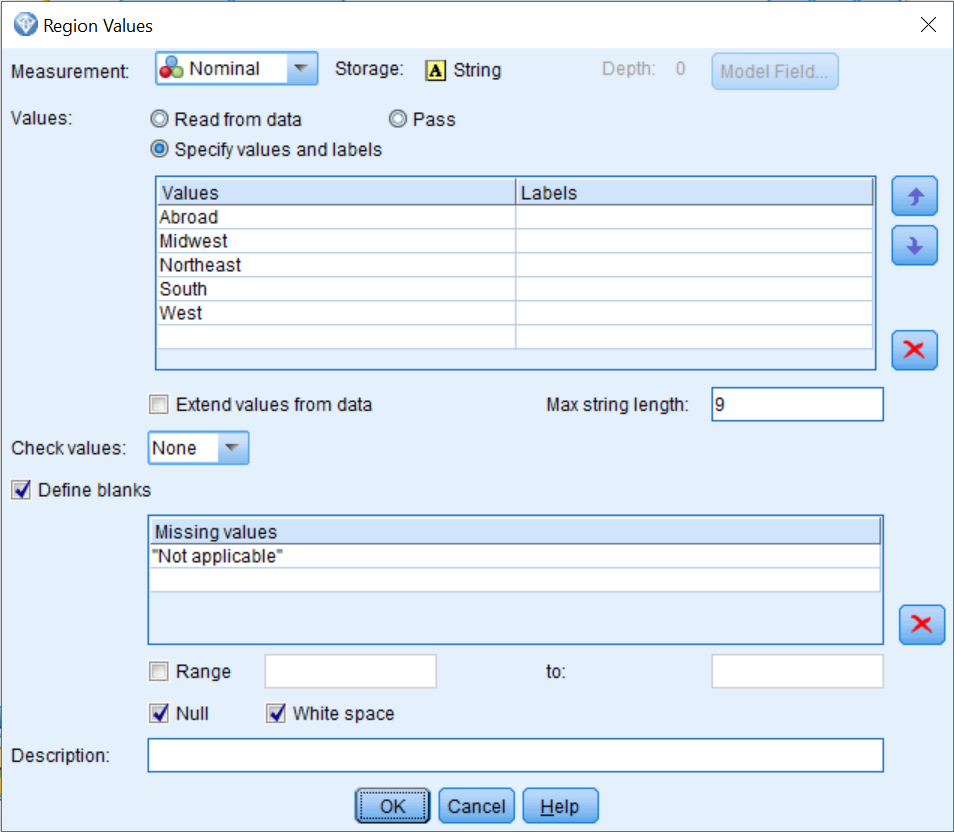 Region Values
Measurement: Nominal Storage: A String Depth: 0 Model Field...
Values: Read from data Pass
Specify values and labels
Values Labels
Abroad
Midwest
Northeast
South
West
Extend values from data Max string length: 9
Check values: None
Define blanks
Missing values
"Not applicable"
Range to:
Null White space
Description:
OK Cancel Help